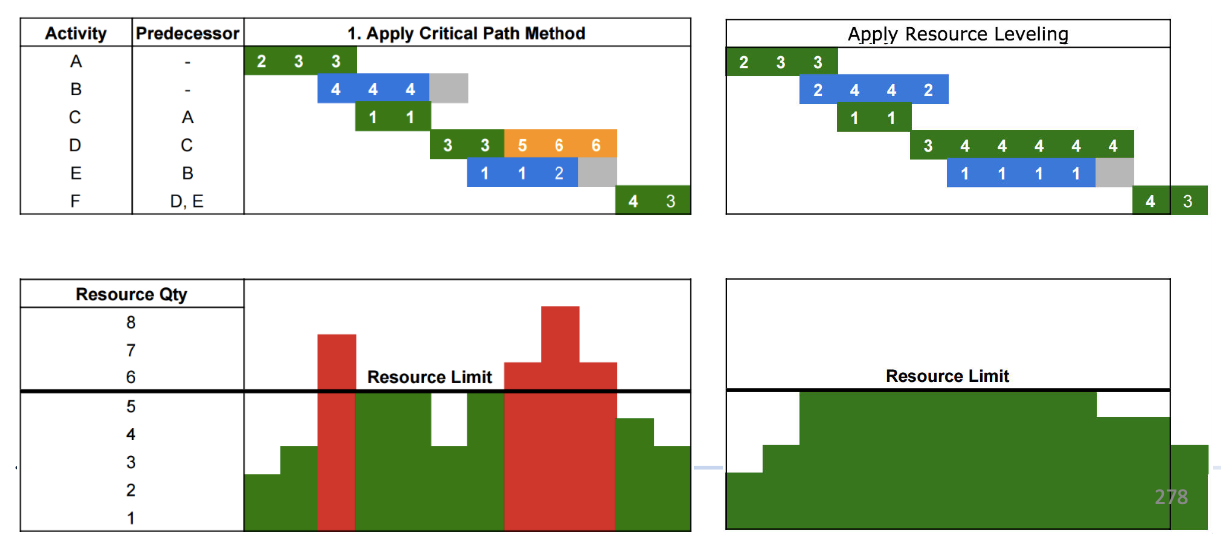 Activity Predecessor 1. Apply Critical Path Method Apply Resource Leveling
A - 2 3 3 2 3 3
B - 4 4 4 2 4 4 2
C A 1 1 1 1
D C 3 3 5 6 6 3 4 4 4 4 4
E B 1 1 2 1 1 1 1
F D, E 4 3 4 3
Resource Qty
8
7
6 Resource Limit Resource Limit
5
4
3
2 278
1